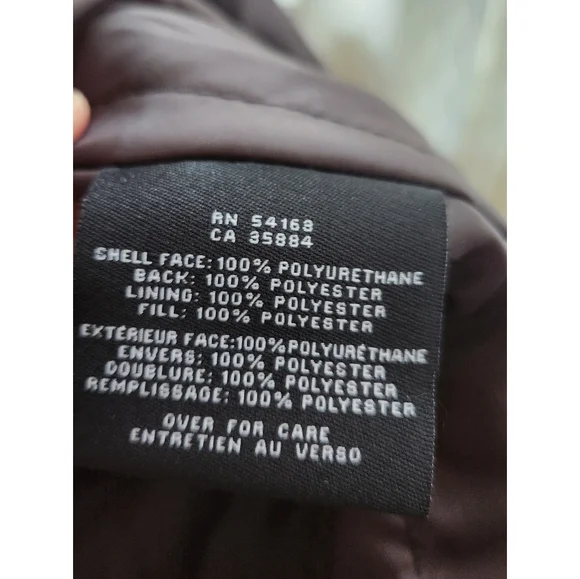 RN 54163
CA 35884
SHELL FACE: 100% POLYURETHANE
BACK: 100% POLYESTER
LINING: 100% POLYESTER
FILL: 100% POLYESTER
EXTÉRIEUR FACE:100% POLYURÉTHANE
ENVERS: 100% POLYESTER
DOUBLURE: 100% POLYESTER
REMPLISSAGE: 100% POLYESTER
OVER FOR CARE
ENTRETIEN AU VERSO